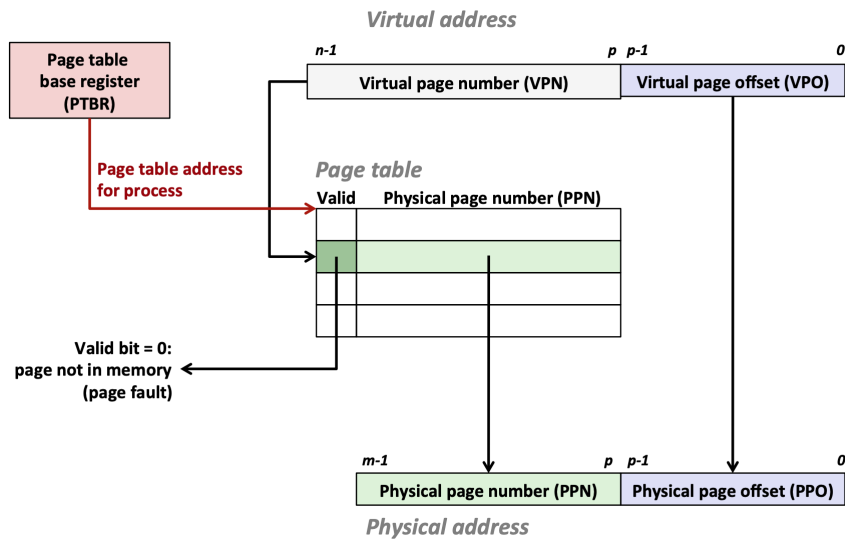 Virtual address
n-1
p
p-1
0
Page table
base register
(PTBR)
Virtual page number (VPN)
Virtual page offset (VPO)
Page table address
for process
Page table
Valid
Physical page number (PPN)
Valid bit = 0:
page not in memory
(page fault)
m-1
p
p-1
0
Physical page number (PPN)
Physical page offset (PPO)
Physical address